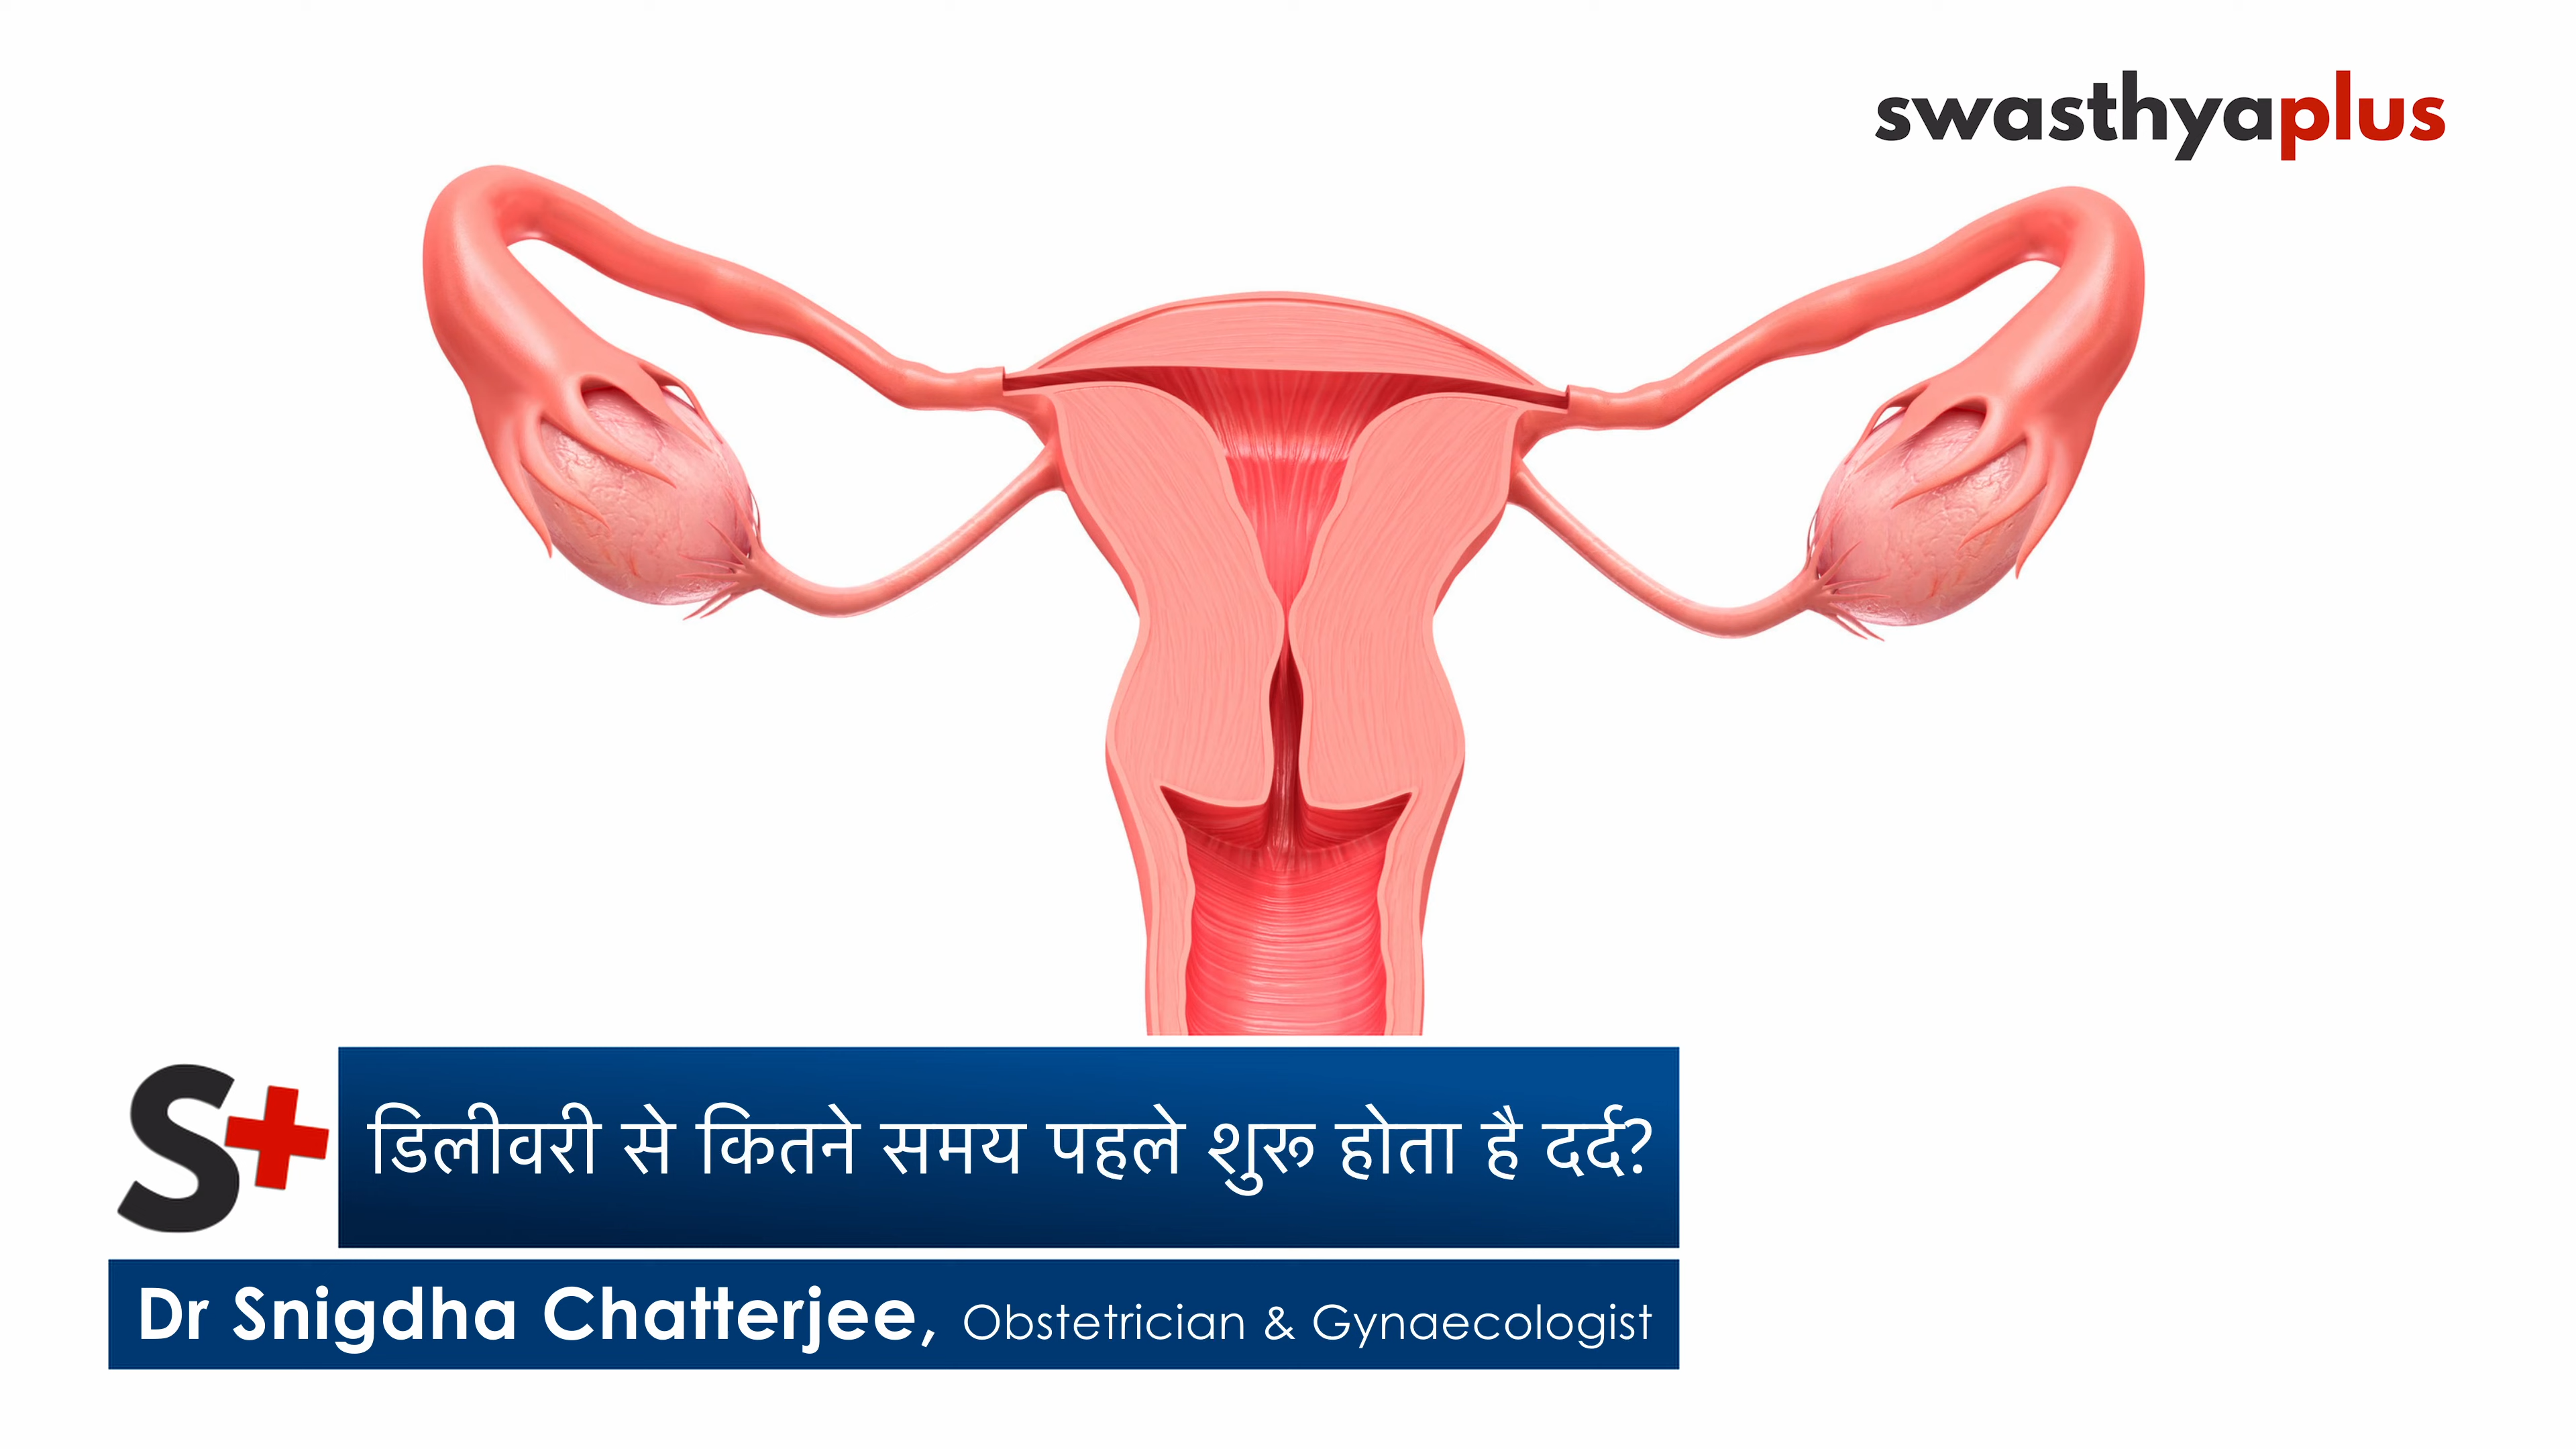 swasthyaplus
S+
डिलीवरी से कितने समय पहले शुरू होता है दर्द?
Dr Snigdha Chatterjee, Obstetrician & Gynaecologist